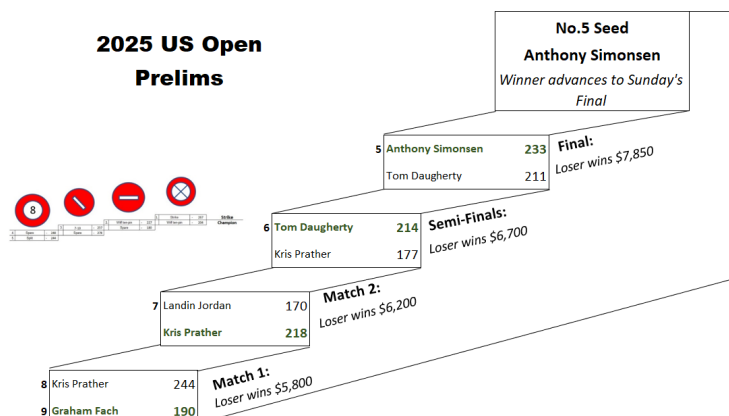 2025 US Open
Prelims
No.5 Seed
Anthony Simonsen
Winner advances to Sunday's
Final
5 Anthony Simonsen 233
Tom Daugherty 211
Final:
Loser wins $7,850
6 Tom Daugherty 214
Kris Prather 177
Semi-Finals:
Loser wins $6,700
7 Landin Jordan 170
Kris Prather 218
Match 2:
Loser wins $6,200
8 Kris Prather 244
9 Graham Fach 190
Match 1:
Loser wins $5,800
8
Strike
Champion